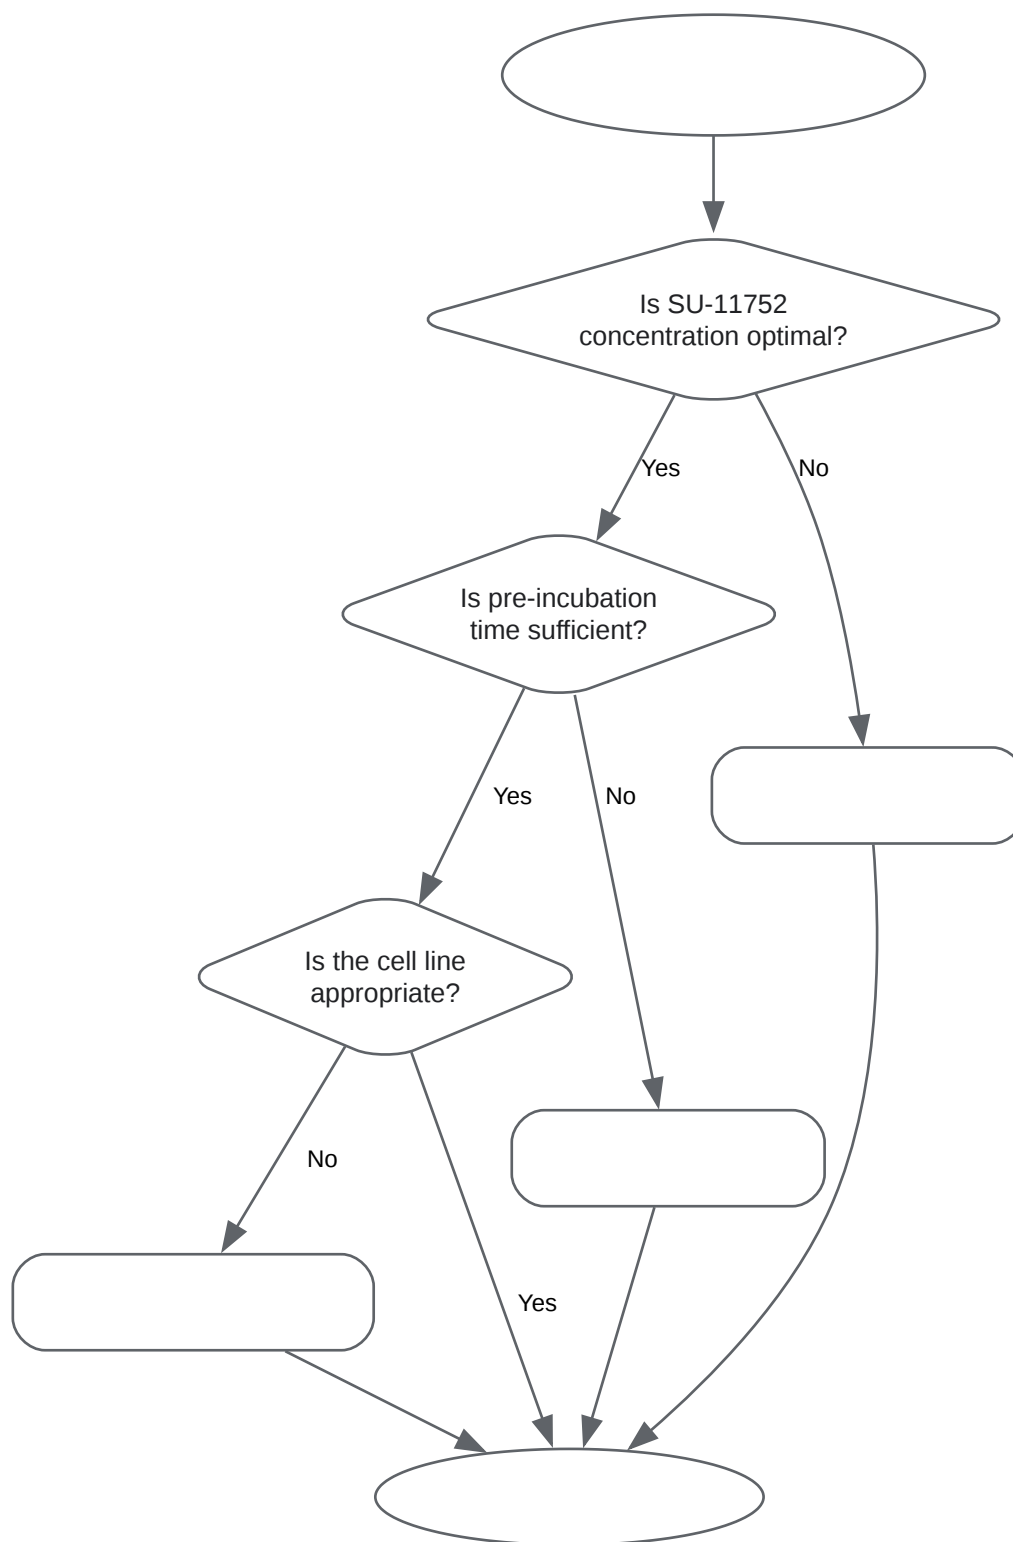 Is SU-11752
concentration optimal?
Yes
No
Is pre-incubation
time sufficient?
Yes
No
Is the cell line
appropriate?
No
Yes